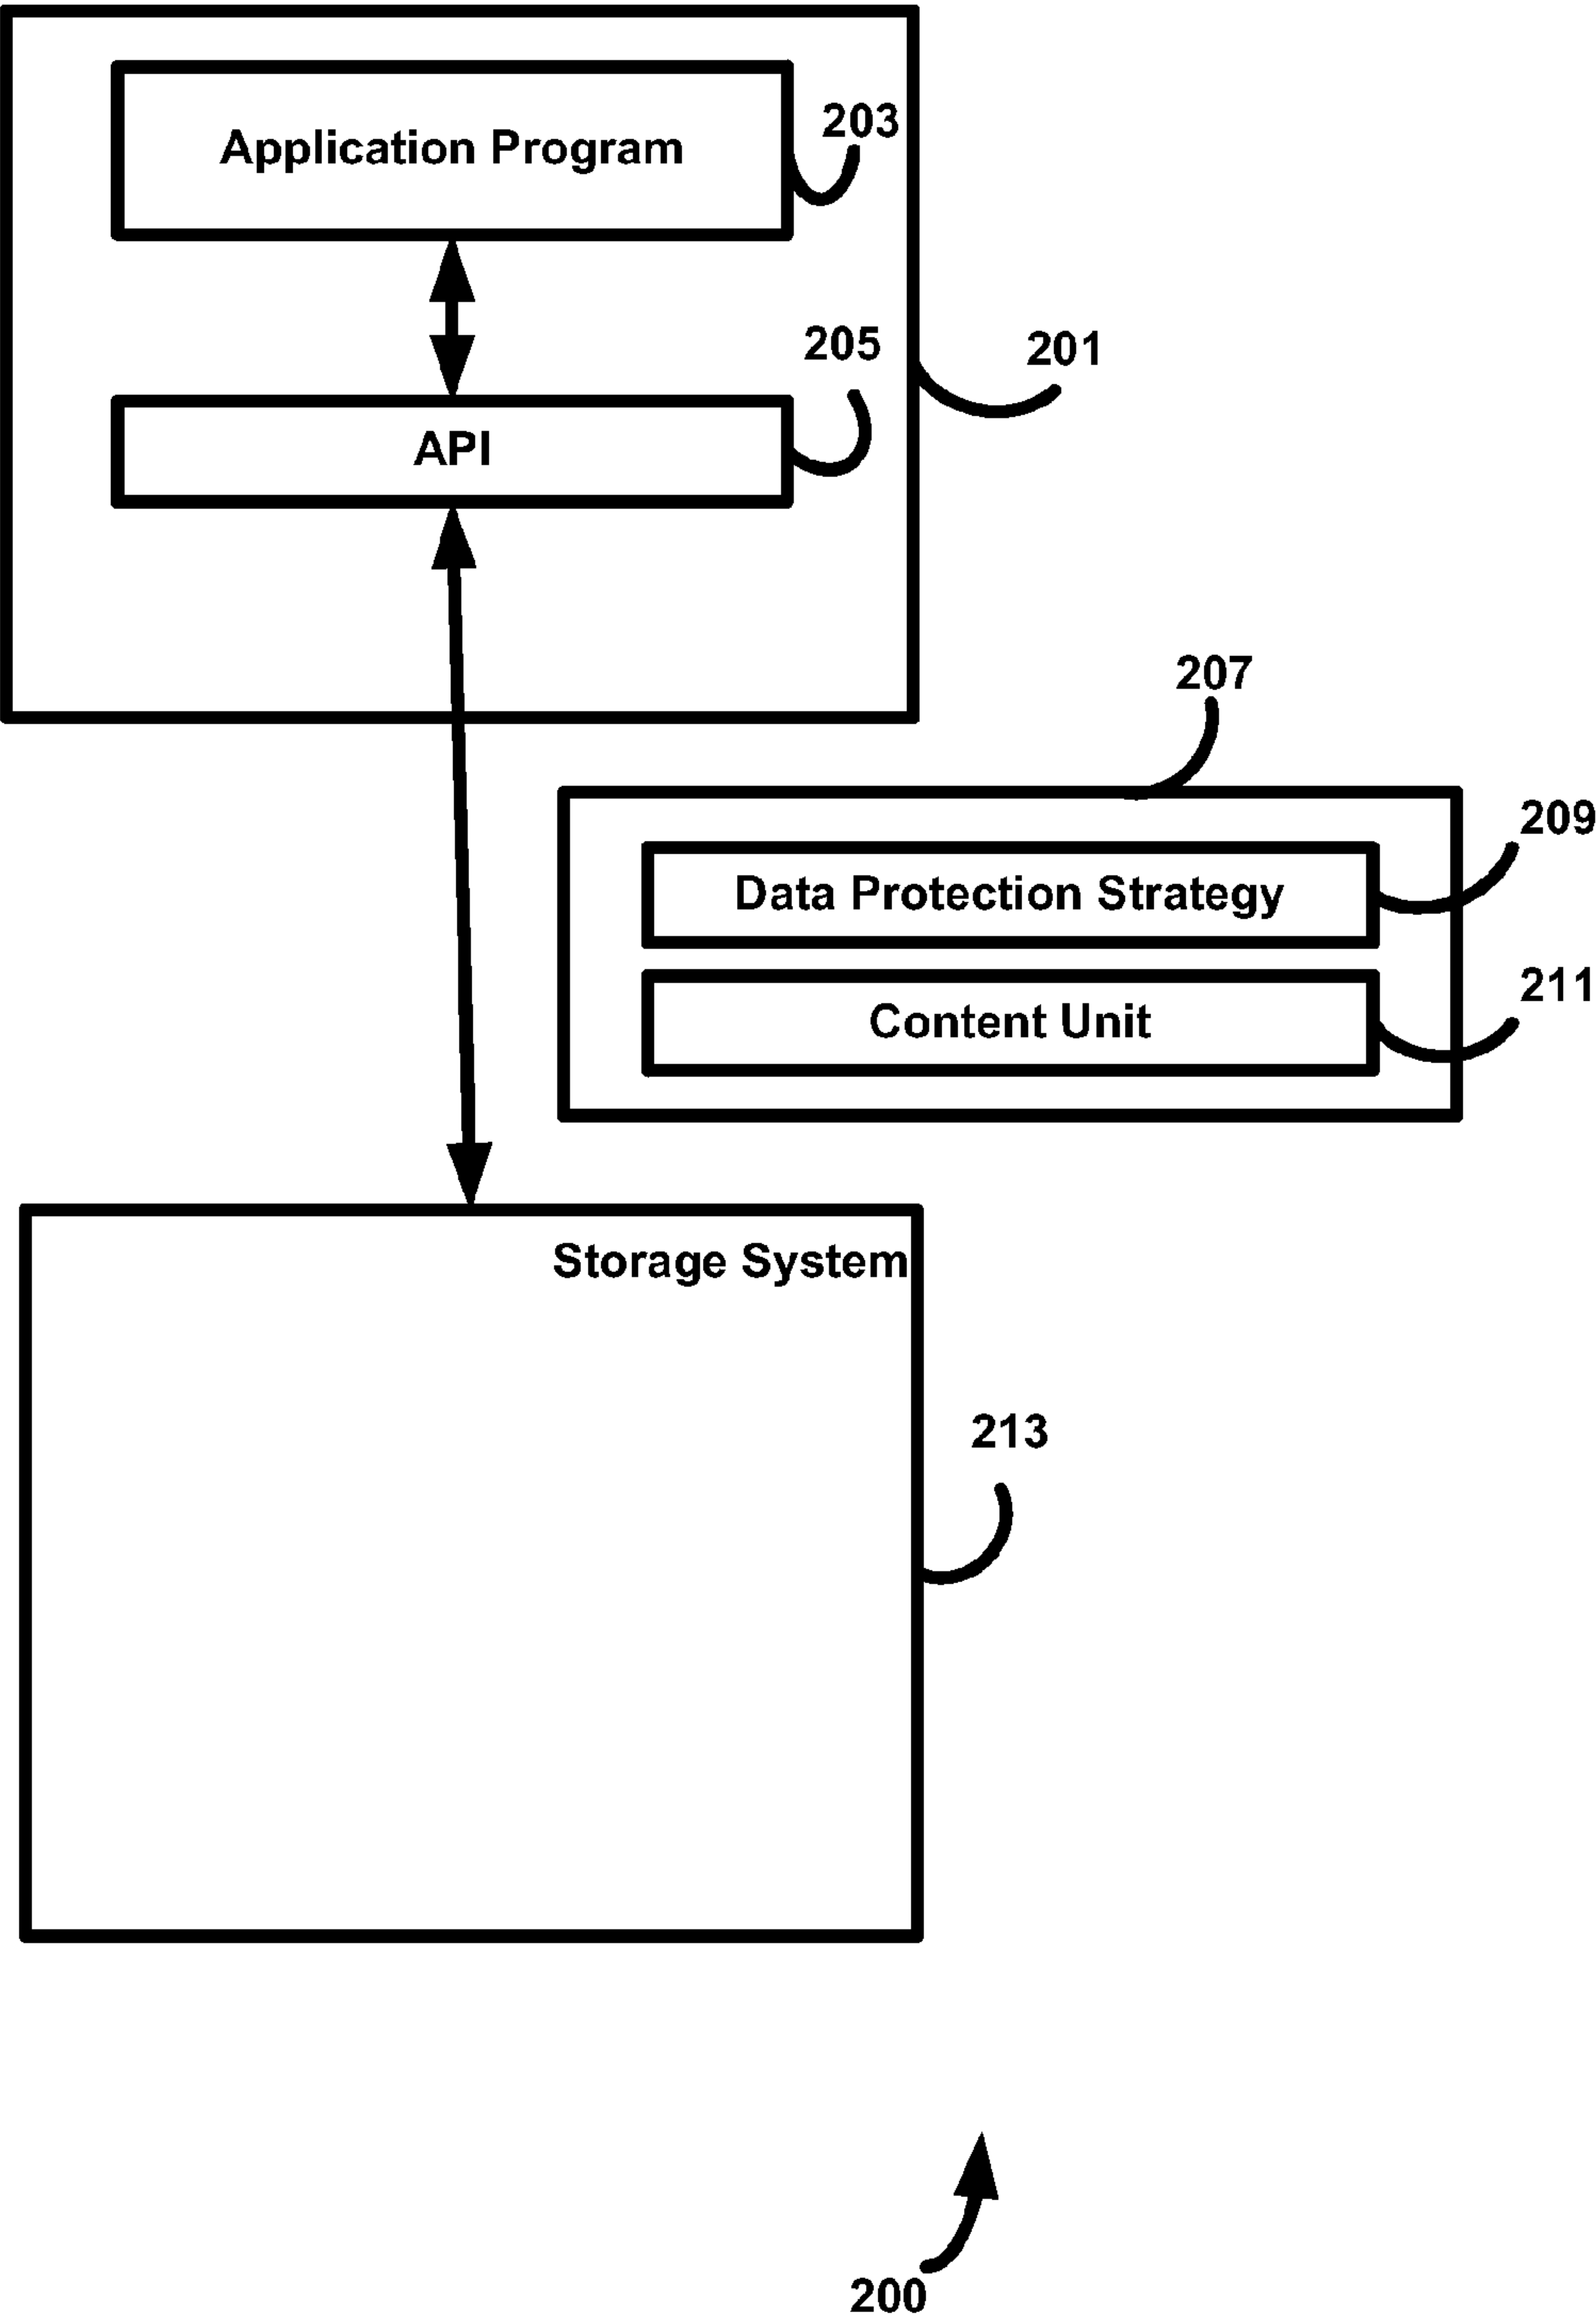 Application Program
203
205
201
API
207
209
Data Protection Strategy
211
Content Unit
Storage System
213
200